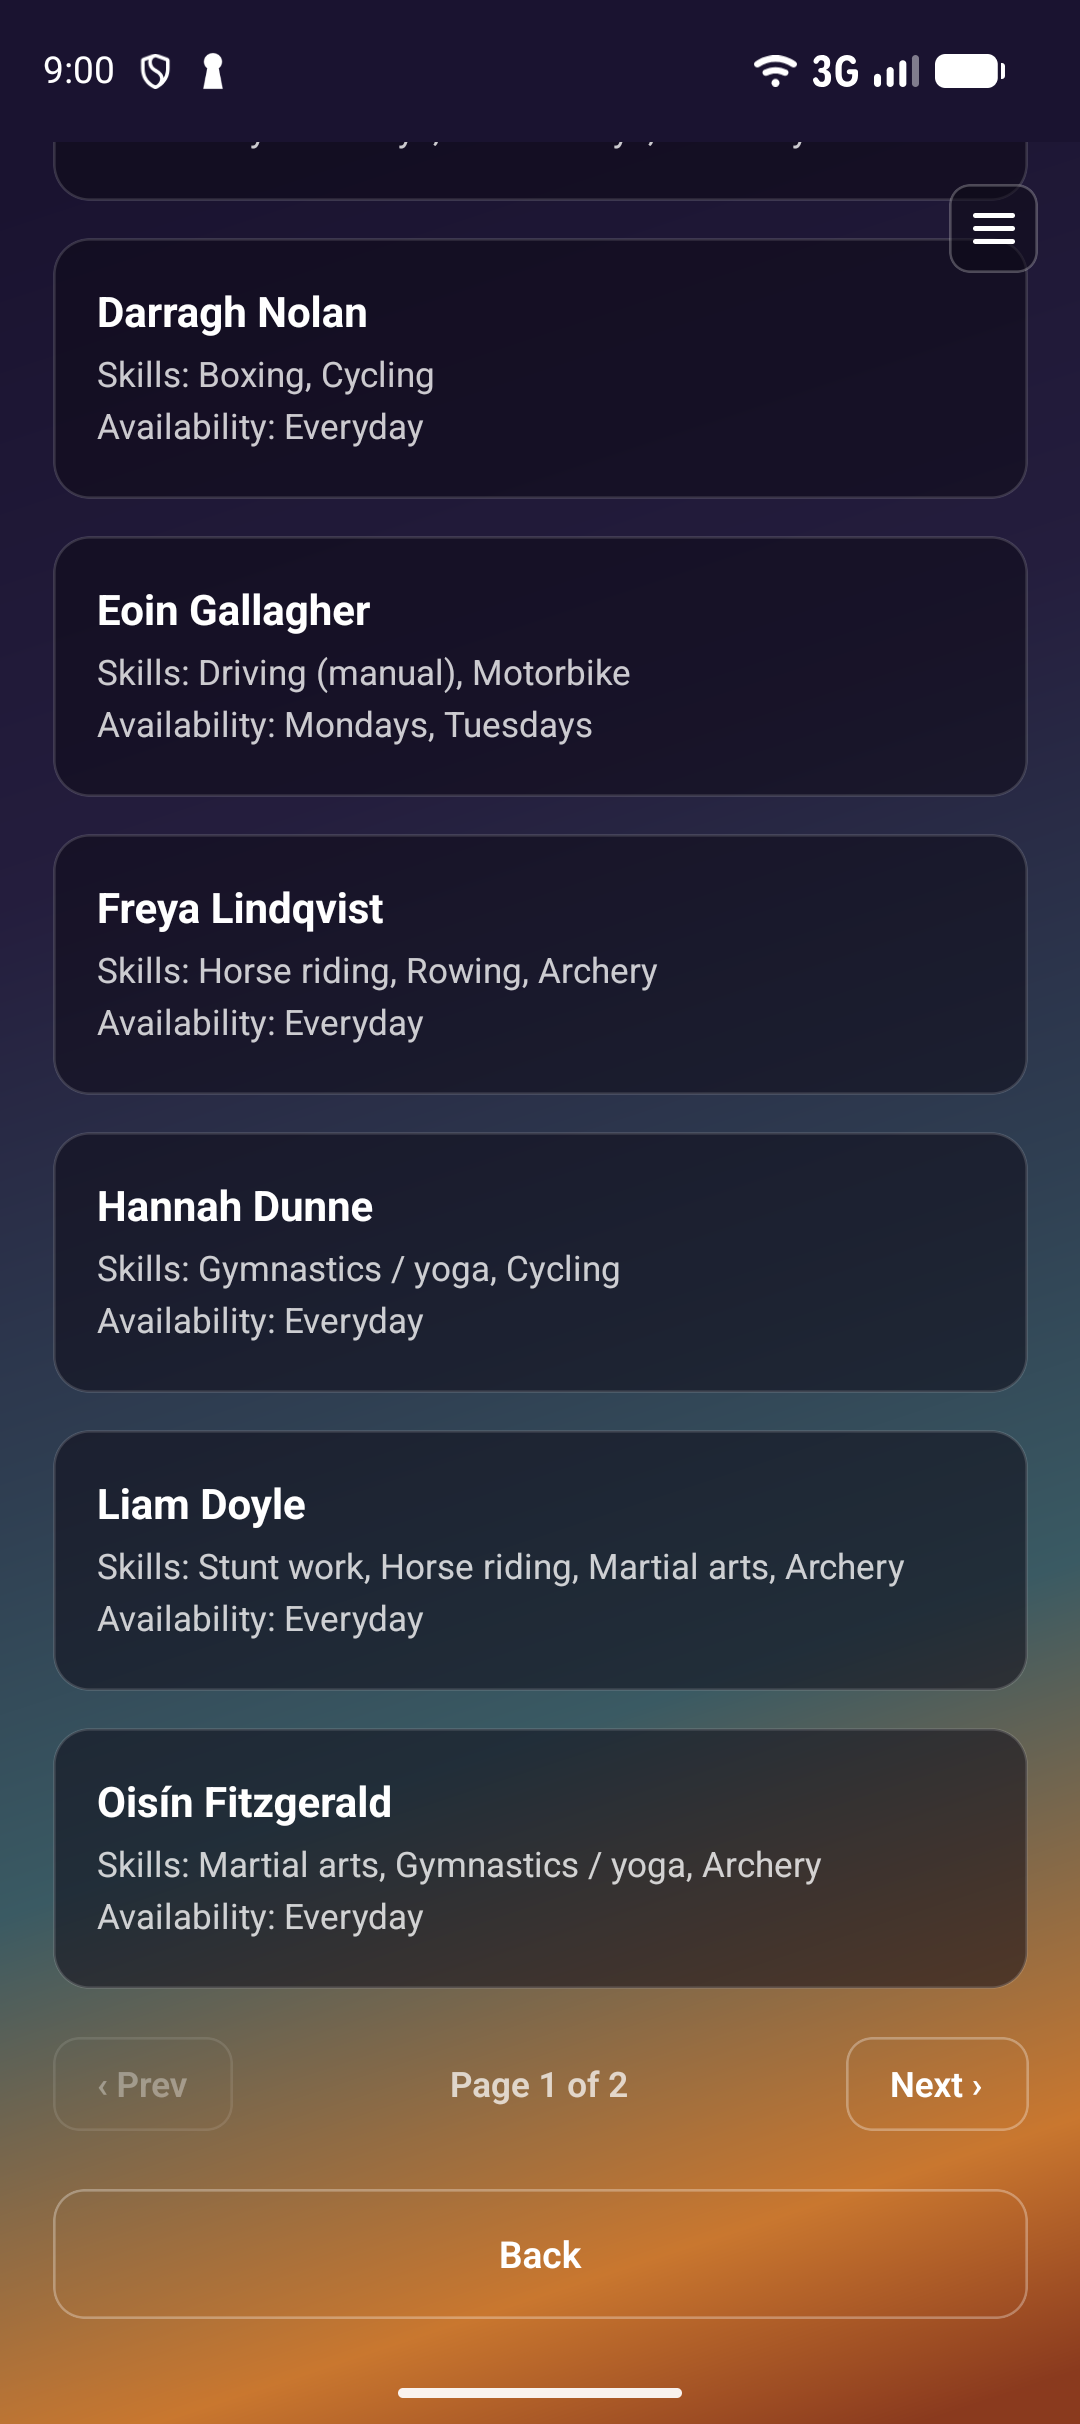 9:00
3G
Darragh Nolan
Skills: Boxing, Cycling
Availability: Everyday
Eoin Gallagher
Skills: Driving (manual), Motorbike
Availability: Mondays, Tuesdays
Freya Lindqvist
Skills: Horse riding, Rowing, Archery
Availability: Everyday
Hannah Dunne
Skills: Gymnastics / yoga, Cycling
Availability: Everyday
Liam Doyle
Skills: Stunt work, Horse riding, Martial arts, Archery
Availability: Everyday
Oisín Fitzgerald
Skills: Martial arts, Gymnastics / yoga, Archery
Availability: Everyday
‹ Prev
Page 1 of 2
Next ›
Back